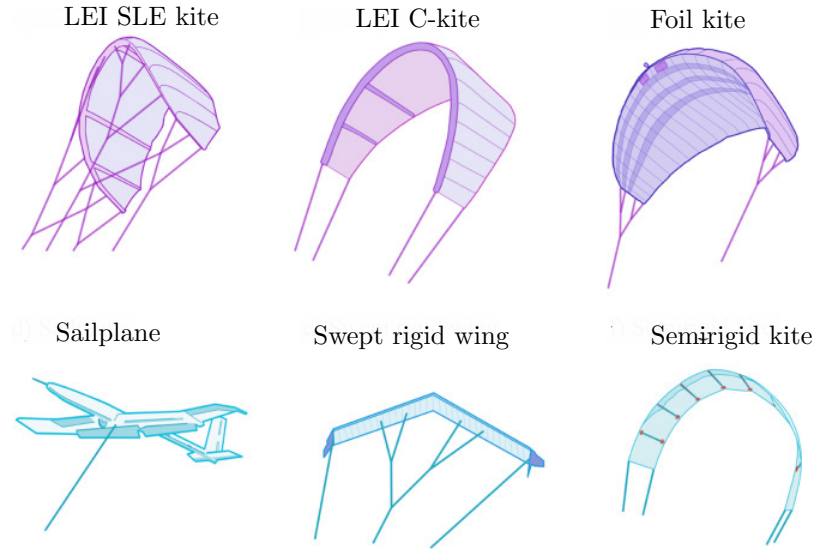 LEI SLE kite
LEI C-kite
Foil kite
Sailplane
Swept rigid wing
Semirigid kite